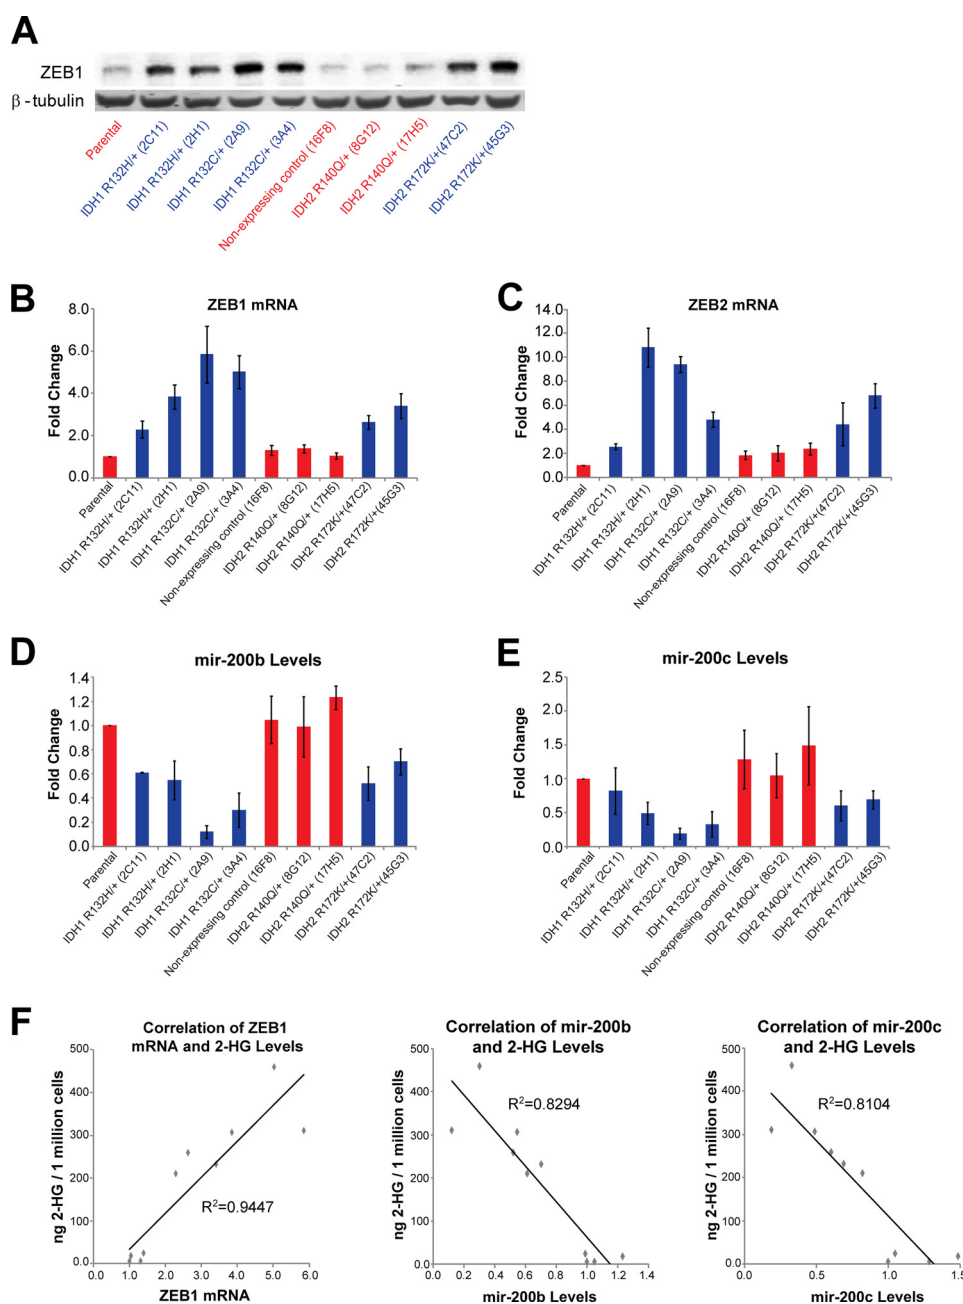 A
ZEB1
β-tubulin
Parental
IDH1 R132H/+ (2C11)
IDH1 R132H/+ (2H1)
IDH1 R132C/+ (2A9)
IDH1 R132C/+ (3A4)
Non-expressing control (16F8)
IDH2 R140Q/+ (8G12)
IDH2 R140Q/+ (17H5)
IDH2 R172K/+(47C2)
IDH2 R172K/+(45G3)
B
ZEB1 mRNA
Fold Change
8.0
6.0
4.0
2.0
0.0
Parental
IDH1 R132H/+ (2C11)
IDH1 R132H/+ (2H1)
IDH1 R132C/+ (2A9)
IDH1 R132C/+ (3A4)
Non-expressing control (16F8)
IDH2 R140Q/+ (8G12)
IDH2 R140Q/+ (17H5)
IDH2 R172K/+(47C2)
IDH2 R172K/+(45G3)
C
ZEB2 mRNA
Fold Change
14.0
12.0
10.0
8.0
6.0
4.0
2.0
0.0
Parental
IDH1 R132H/+ (2C11)
IDH1 R132H/+ (2H1)
IDH1 R132C/+ (2A9)
IDH1 R132C/+ (3A4)
Non-expressing control (16F8)
IDH2 R140Q/+ (8G12)
IDH2 R140Q/+ (17H5)
IDH2 R172K/+(47C2)
IDH2 R172K/+(45G3)
D
mir-200b Levels
Fold Change
1.4
1.2
1.0
0.8
0.6
0.4
0.2
0.0
Parental
IDH1 R132H/+ (2C11)
IDH1 R132H/+ (2H1)
IDH1 R132C/+ (2A9)
IDH1 R132C/+ (3A4)
Non-expressing control (16F8)
IDH2 R140Q/+ (8G12)
IDH2 R140Q/+ (17H5)
IDH2 R172K/+(47C2)
IDH2 R172K/+(45G3)
E
mir-200c Levels
Fold Change
2.5
2.0
1.5
1.0
0.5
0.0
Parental
IDH1 R132H/+ (2C11)
IDH1 R132H/+ (2H1)
IDH1 R132C/+ (2A9)
IDH1 R132C/+ (3A4)
Non-expressing control (16F8)
IDH2 R140Q/+ (8G12)
IDH2 R140Q/+ (17H5)
IDH2 R172K/+(47C2)
IDH2 R172K/+(45G3)
F
Correlation of ZEB1
mRNA and 2-HG Levels
ng 2-HG / 1 million cells
500
400
300
200
100
0.0
R²=0.9447
0.0 1.0 2.0 3.0 4.0 5.0 6.0
ZEB1 mRNA
Correlation of mir-200b
and 2-HG Levels
ng 2-HG / 1 million cells
500
400
300
200
100
0.0
R²=0.8294
0.0 0.2 0.4 0.6 0.8 1.0 1.2 1.4
mir-200b Levels
Correlation of mir-200c
and 2-HG Levels
ng 2-HG / 1 million cells
500
400
300
200
100
0.0
R²=0.8104
0.0 0.5 1.0 1.5
mir-200c Levels